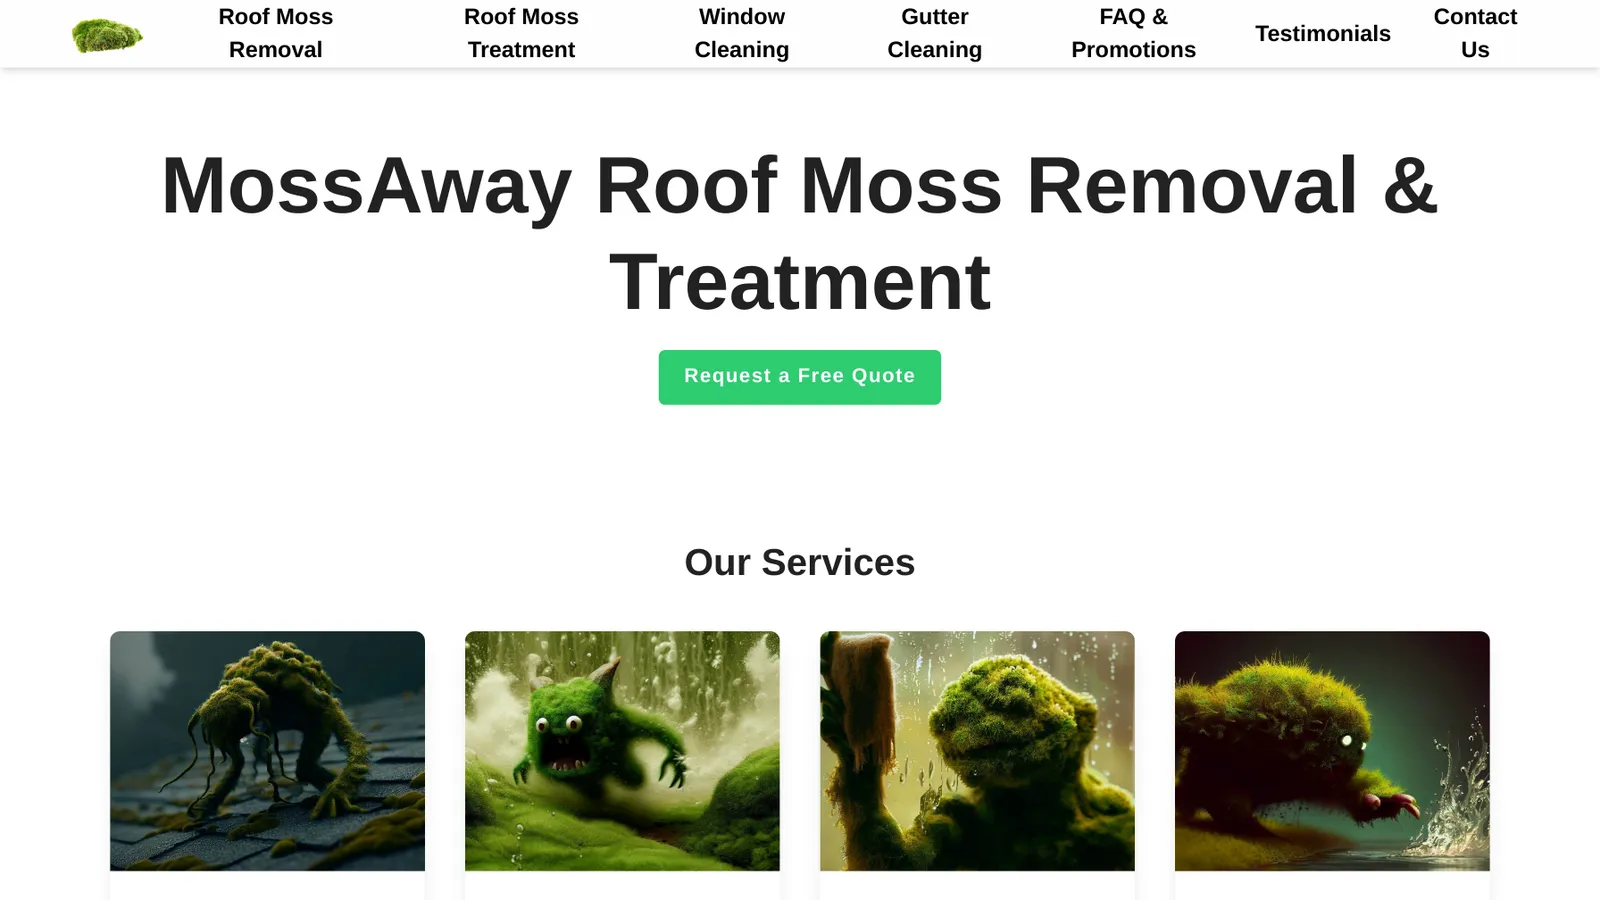 Roof Moss
Removal
Roof Moss
Treatment
Window
Cleaning
Gutter
Cleaning
FAQ &
Promotions
Testimonials
Contact
Us
MossAway Roof Moss Removal &
Treatment
Request a Free Quote
Our Services